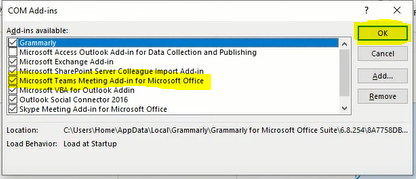 COM Add-ins
?
×
Add-ins available:
Grammarly
Microsoft Access Outlook Add-in for Data Collection and Publishing
Microsoft Exchange Add-in
Microsoft SharePoint Server Colleague Import Add-in
Microsoft Teams Meeting Add-in for Microsoft Office
Microsoft VBA for Outlook Addin
Outlook Social Connector 2016
Skype Meeting Add-in for Microsoft Office
OK
Cancel
Add...
Remove
Location: C:\Users\Home\AppData\Local\Grammarly\Grammarly for Microsoft Office Suite\6.8.254\8A7758DB...
Load Behavior: Load at Startup